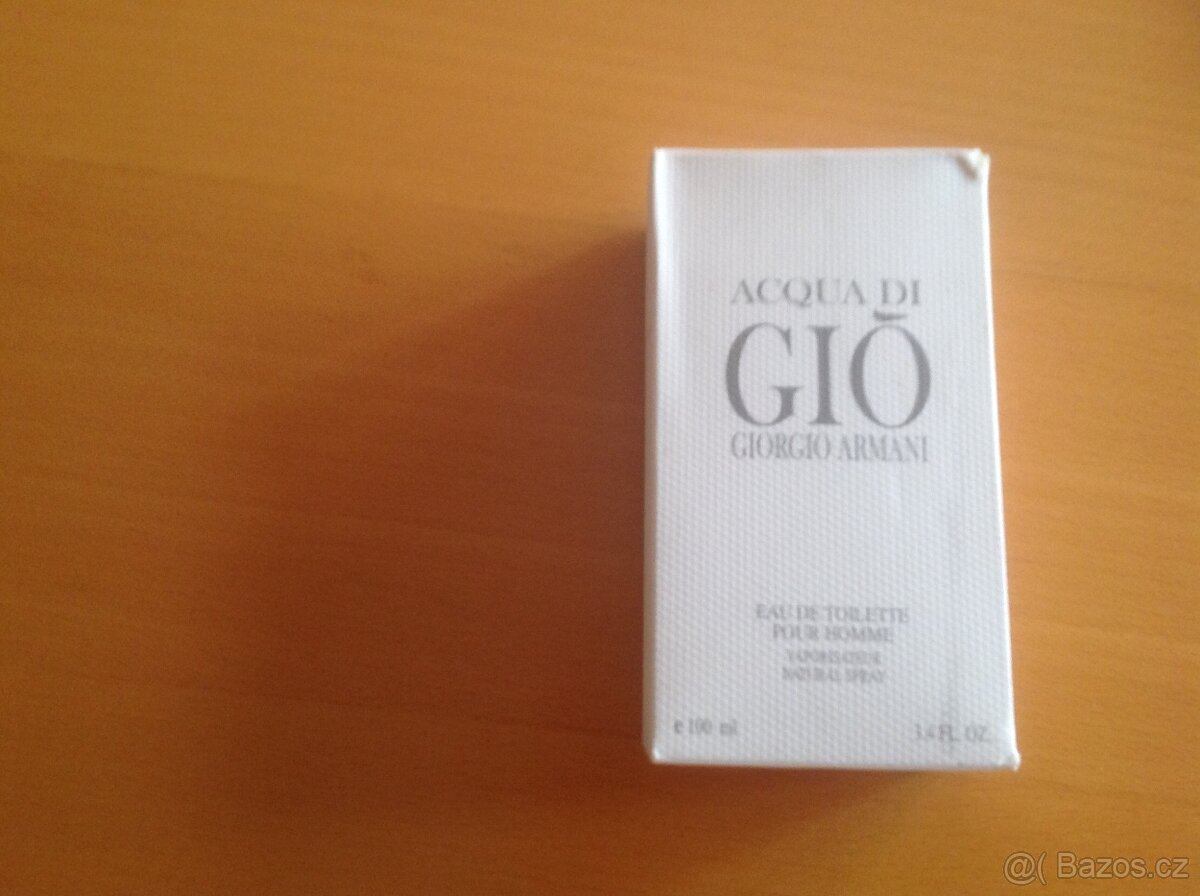 ACQUA DI
GIÒ
GIORGIO ARMANI
EAU DE TOILETTE
POUR HOMME
VAPORISATEUR
NATURAL SPRAY
e 100 ml
3.4 FL. OZ.
@( Bazos.cz